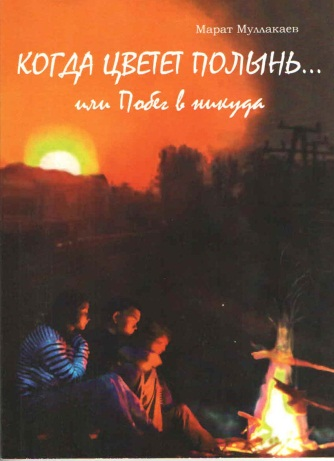 Марат Муллакаев
КОГДА ЦВЕТЕТ ПОЛЫНЬ...
или Побег в никуда